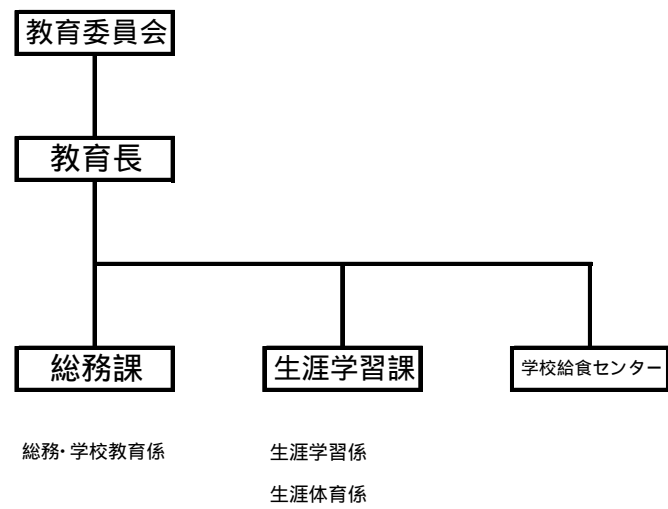 教育委員会
教育長
総務課
生涯学習課
学校給食センター
総務・学校教育係
生涯学習係
生涯体育係